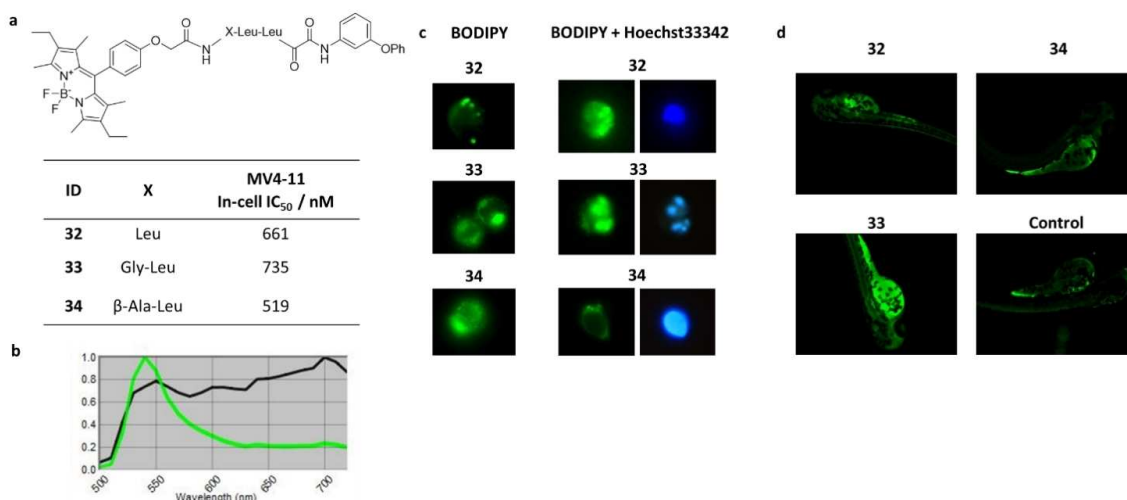 a
O
O
N
H
X-Leu-Leu
O
O
H
N
OPh
N⁺
N
B⁻
F
F
ID X MV4-11 In-cell IC₅₀ / nM
32 Leu 661
33 Gly-Leu 735
34 β-Ala-Leu 519
b
1.0
0.8
0.6
0.4
0.2
0.0
500 550 600 650 700
Wavelength (nm)
c BODIPY BODIPY + Hoechst33342
32 32
33 33
34 34
d
32 34
33 Control